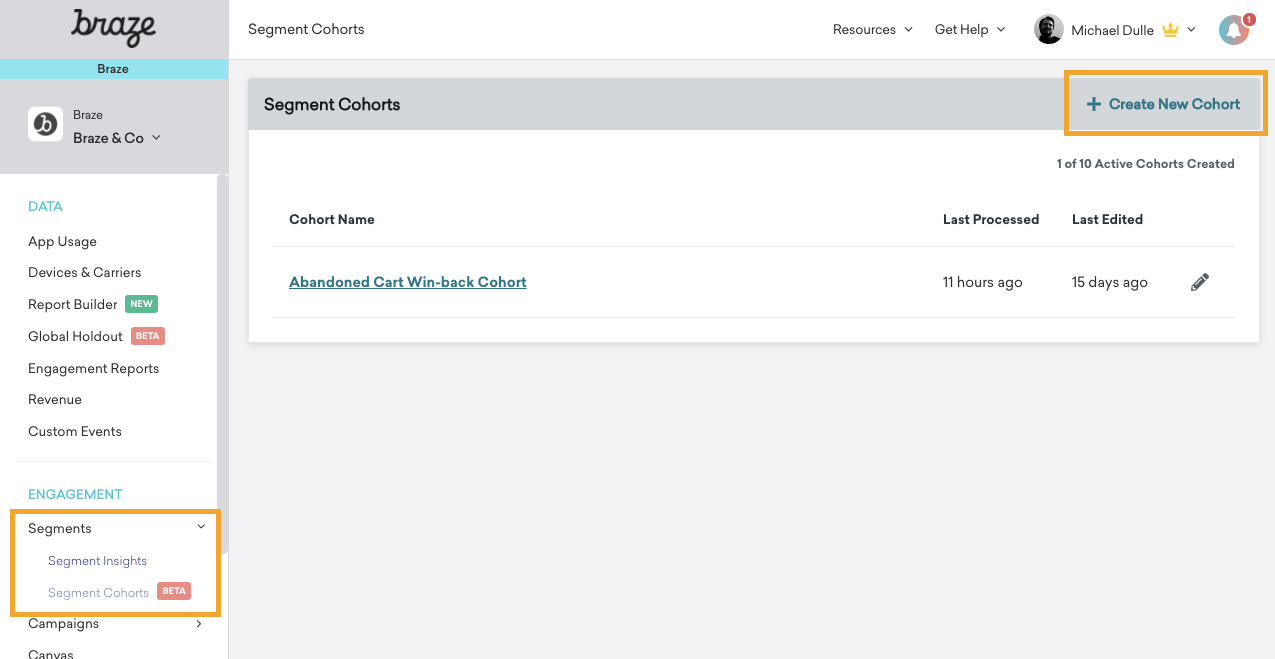 braze
Segment Cohorts
Resources
Get Help
Michael Dulle
1
Braze
Braze
Braze & Co
Segment Cohorts
Create New Cohort
1 of 10 Active Cohorts Created
Cohort Name
Last Processed
Last Edited
Abandoned Cart Win-back Cohort
11 hours ago
15 days ago
DATA
App Usage
Devices & Carriers
Report Builder NEW
Global Holdout BETA
Engagement Reports
Revenue
Custom Events
ENGAGEMENT
Segments
Segment Insights
Segment Cohorts BETA
Campaigns
Canvas